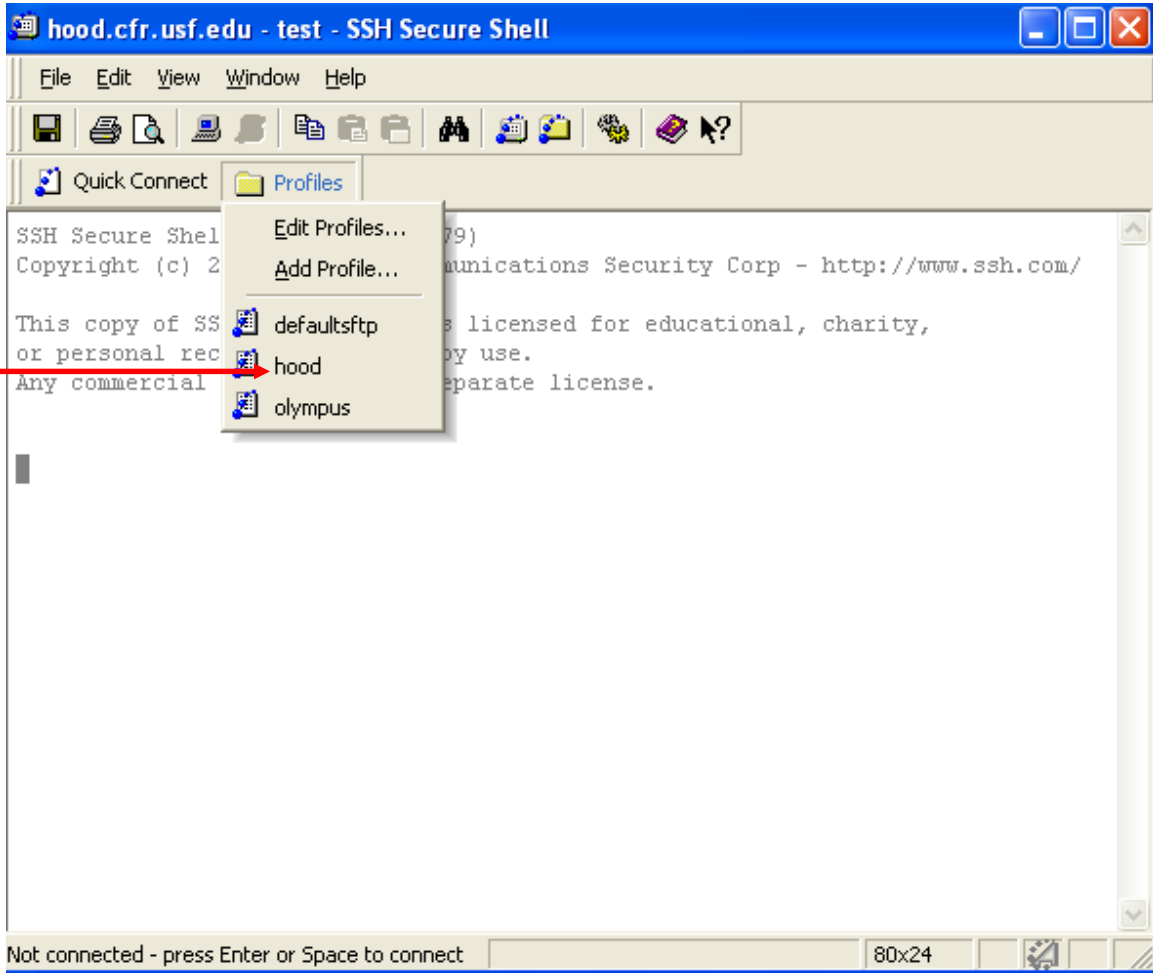 hood.cfr.usf.edu - test - SSH Secure Shell
File Edit View Window Help
Quick Connect Profiles
Edit Profiles...
Add Profile...
defaultsftp
hood
olympus
SSH Secure Shel 79)
Copyright (c) 2 munications Security Corp - http://www.ssh.com/
This copy of SS s licensed for educational, charity,
or personal rec by use.
Any commercial eparate license.
Not connected - press Enter or Space to connect 80x24